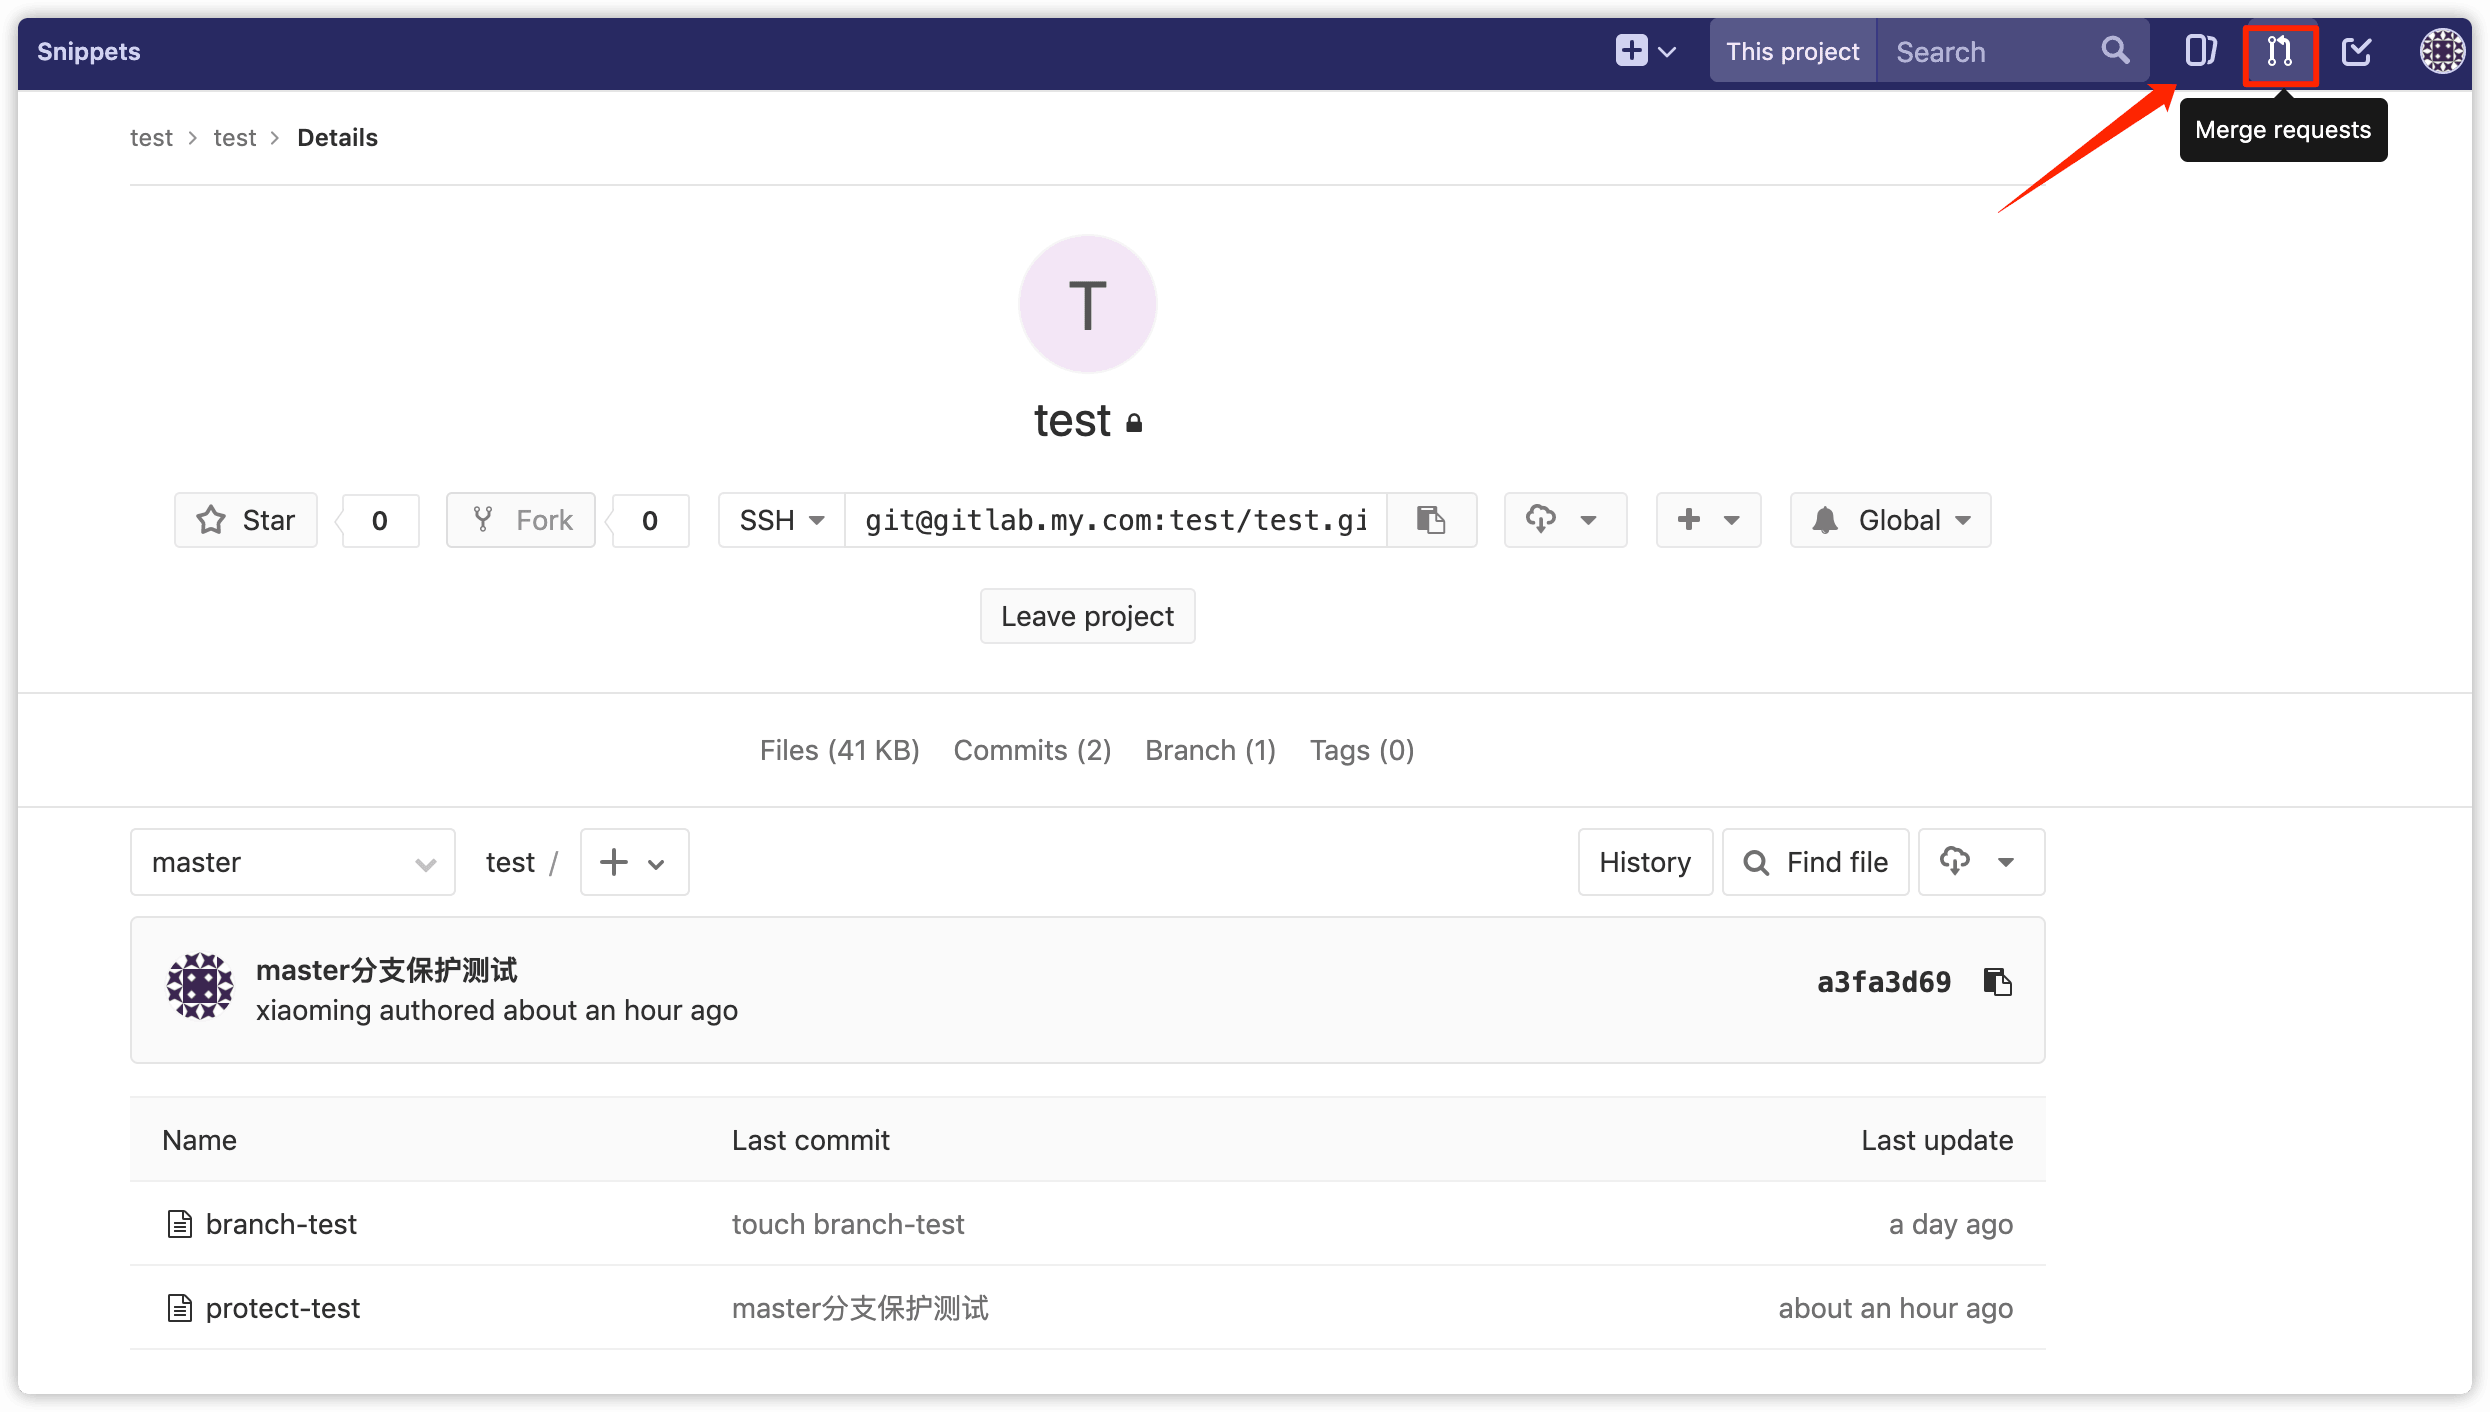 Snippets
This project
Search
Merge requests
test > test > Details
T
test
Star 0 Fork 0 SSH git@gitlab.my.com:test/test.gi Global
Leave project
Files (41 KB) Commits (2) Branch (1) Tags (0)
master test / + History Find file
master分支保护测试
xiaoming authored about an hour ago
a3fa3d69
Name Last commit Last update
branch-test touch branch-test a day ago
protect-test master分支保护测试 about an hour ago